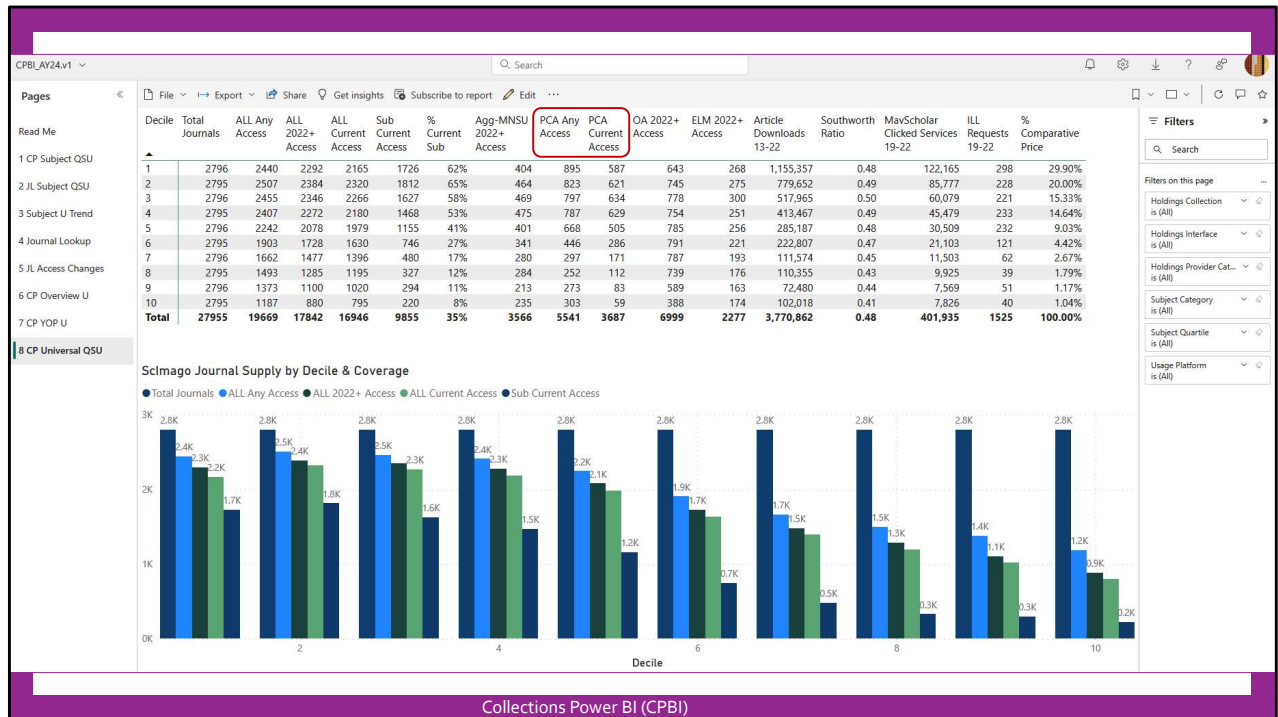 CPBI_AY24.v1
Search
Pages
File Export Share Get insights Subscribe to report Edit ...
Read Me
1 CP Subject QSU
2 JL Subject QSU
3 Subject U Trend
4 Journal Lookup
5 JL Access Changes
6 CP Overview U
7 CP YOP U
8 CP Universal QSU
Decile Total Journals ALL Any Access ALL 2022+ Access ALL Current Access Sub Current Access % Current Sub Agg-MNSU 2022+ Access PCA Any Access PCA Current Access OA 2022+ Access ELM 2022+ Access Article Downloads 13-22 Southworth Ratio MavScholar Clicked Services 19-22 ILL Requests 19-22 % Comparative Price
1 2796 2440 2292 2165 1726 62% 404 895 587 643 268 1,155,357 0.48 122,165 298 29.90%
2 2795 2507 2384 2320 1812 65% 464 823 621 745 275 779,652 0.49 85,777 228 20.00%
3 2796 2455 2346 2266 1627 58% 469 797 634 778 300 517,965 0.50 60,079 221 15.33%
4 2795 2407 2272 2180 1468 53% 475 787 629 754 251 413,467 0.49 45,479 233 14.64%
5 2796 2242 2078 1979 1155 41% 401 668 505 785 256 285,187 0.48 30,509 232 9.03%
6 2795 1903 1728 1630 746 27% 341 446 286 791 221 222,807 0.47 21,103 121 4.42%
7 2796 1662 1477 1396 480 17% 280 297 171 787 193 111,574 0.45 11,503 62 2.67%
8 2795 1493 1285 1195 327 12% 284 252 112 739 176 110,355 0.43 9,925 39 1.79%
9 2796 1373 1100 1020 294 11% 213 273 83 589 163 72,480 0.44 7,569 51 1.17%
10 2795 1187 880 795 220 8% 235 303 59 388 174 102,018 0.41 7,826 40 1.04%
Total 27955 19669 17842 16946 9855 35% 3566 5541 3687 6999 2277 3,770,862 0.48 401,935 1525 100.00%
Filters
Search
Filters on this page ...
Holdings Collection
is (All)
Holdings Interface
is (All)
Holdings Provider Cat...
is (All)
Subject Category
is (All)
Subject Quartile
is (All)
Usage Platform
is (All)
ScImago Journal Supply by Decile & Coverage
Total Journals ALL Any Access ALL 2022+ Access ALL Current Access Sub Current Access
3K
2K
1K
0K
2.8K 2.4K 2.3K 2.2K 1.7K
2.8K 2.5K 2.4K 1.8K
2.8K 2.5K 2.3K 1.6K
2.8K 2.4K 2.3K 1.5K
2.8K 2.2K 2.1K 1.2K
2.8K 1.9K 1.7K 0.7K
2.8K 1.7K 1.5K 0.5K
2.8K 1.5K 1.3K 0.3K
2.8K 1.4K 1.1K 0.3K
2.8K 1.2K 0.9K 0.2K
2 4 6 8 10
Decile
Collections Power BI (CPBI)